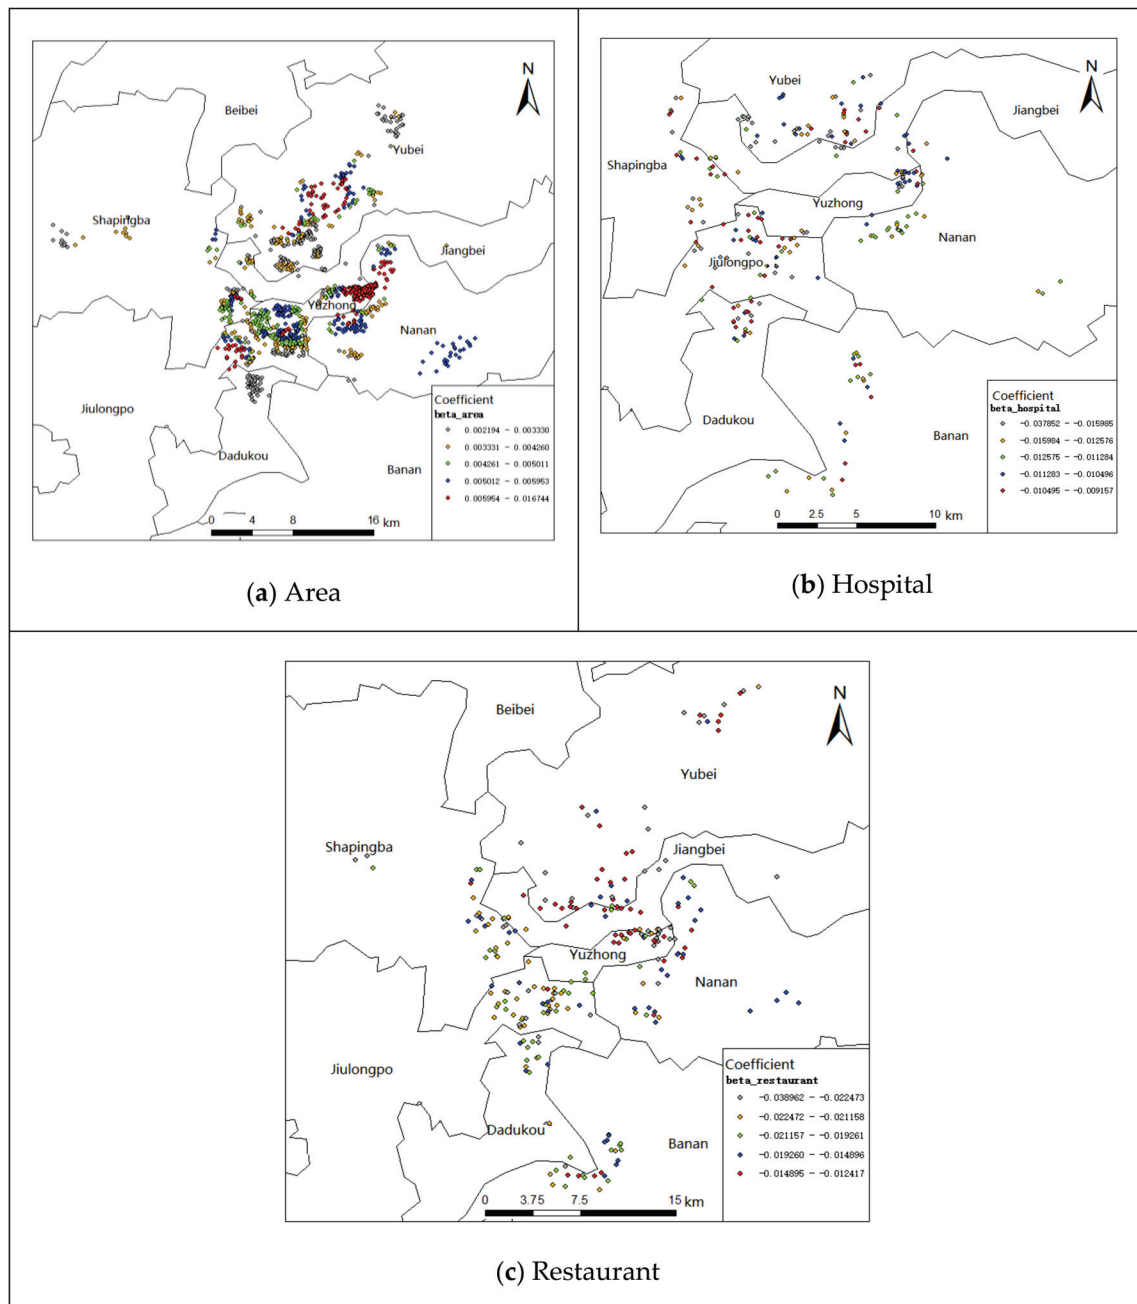 N
Beibei
Yubei
Shapingba
Jiangbei
Yuzhong
Nanan
Jiulongpo
Dadukou
Banan
Coefficient
beta_area
0.002194 - 0.003330
0.003331 - 0.004260
0.004261 - 0.005011
0.005012 - 0.005953
0.005954 - 0.016744
0 4 8 16 km
(a) Area
N
Yubei
Jiangbei
Shapingba
Yuzhong
Nanan
Jiulongpo
Dadukou
Banan
Coefficient
beta_hospital
-0.037852 - -0.015985
-0.015984 - -0.012576
-0.012575 - -0.011284
-0.011283 - -0.010496
-0.010495 - -0.009157
0 2.5 5 10 km
(b) Hospital
N
Beibei
Yubei
Shapingba
Jiangbei
Yuzhong
Nanan
Jiulongpo
Dadukou
Banan
Coefficient
beta_restaurant
-0.038962 - -0.022473
-0.022472 - -0.021158
-0.021157 - -0.019261
-0.019260 - -0.014896
-0.014895 - -0.012417
0 3.75 7.5 15 km
(c) Restaurant